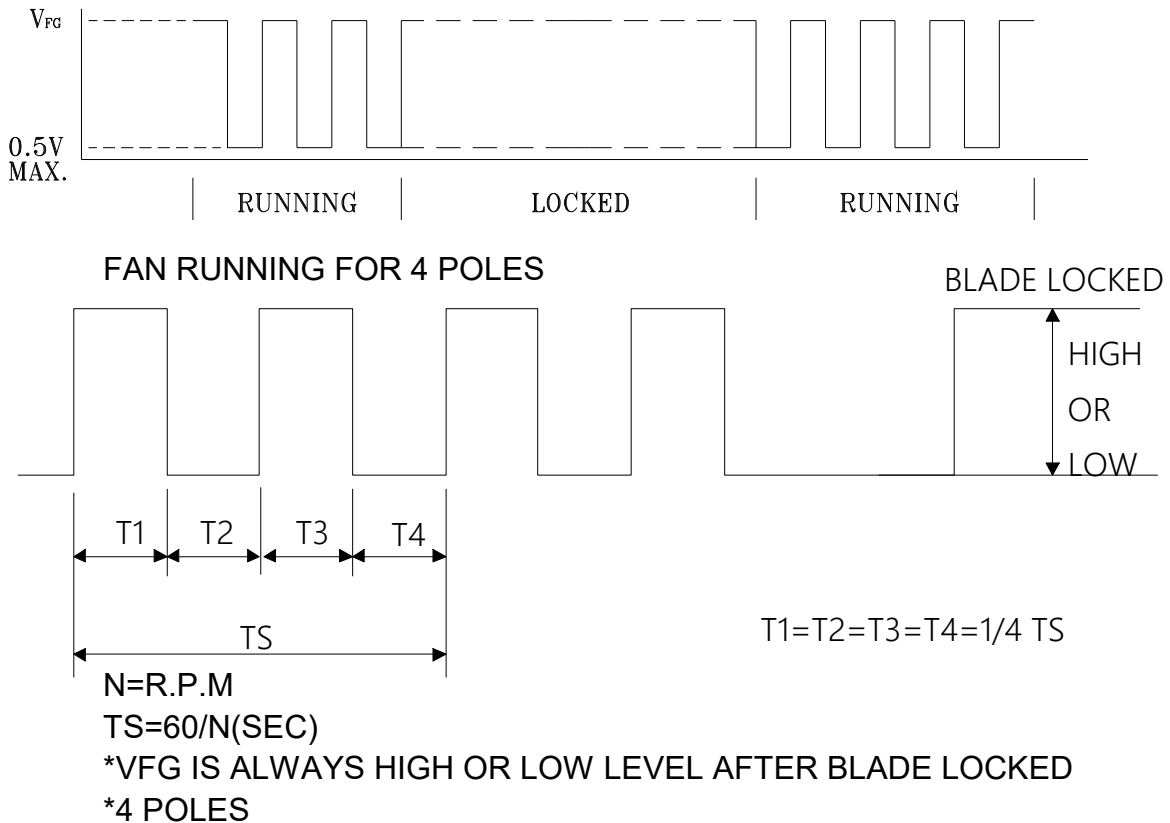 VFG
0.5V
MAX.
RUNNING LOCKED RUNNING
FAN RUNNING FOR 4 POLES
BLADE LOCKED
HIGH
OR
LOW
T1 T2 T3 T4
TS
T1=T2=T3=T4=1/4 TS
N=R.P.M
TS=60/N(SEC)
*VFG IS ALWAYS HIGH OR LOW LEVEL AFTER BLADE LOCKED
*4 POLES